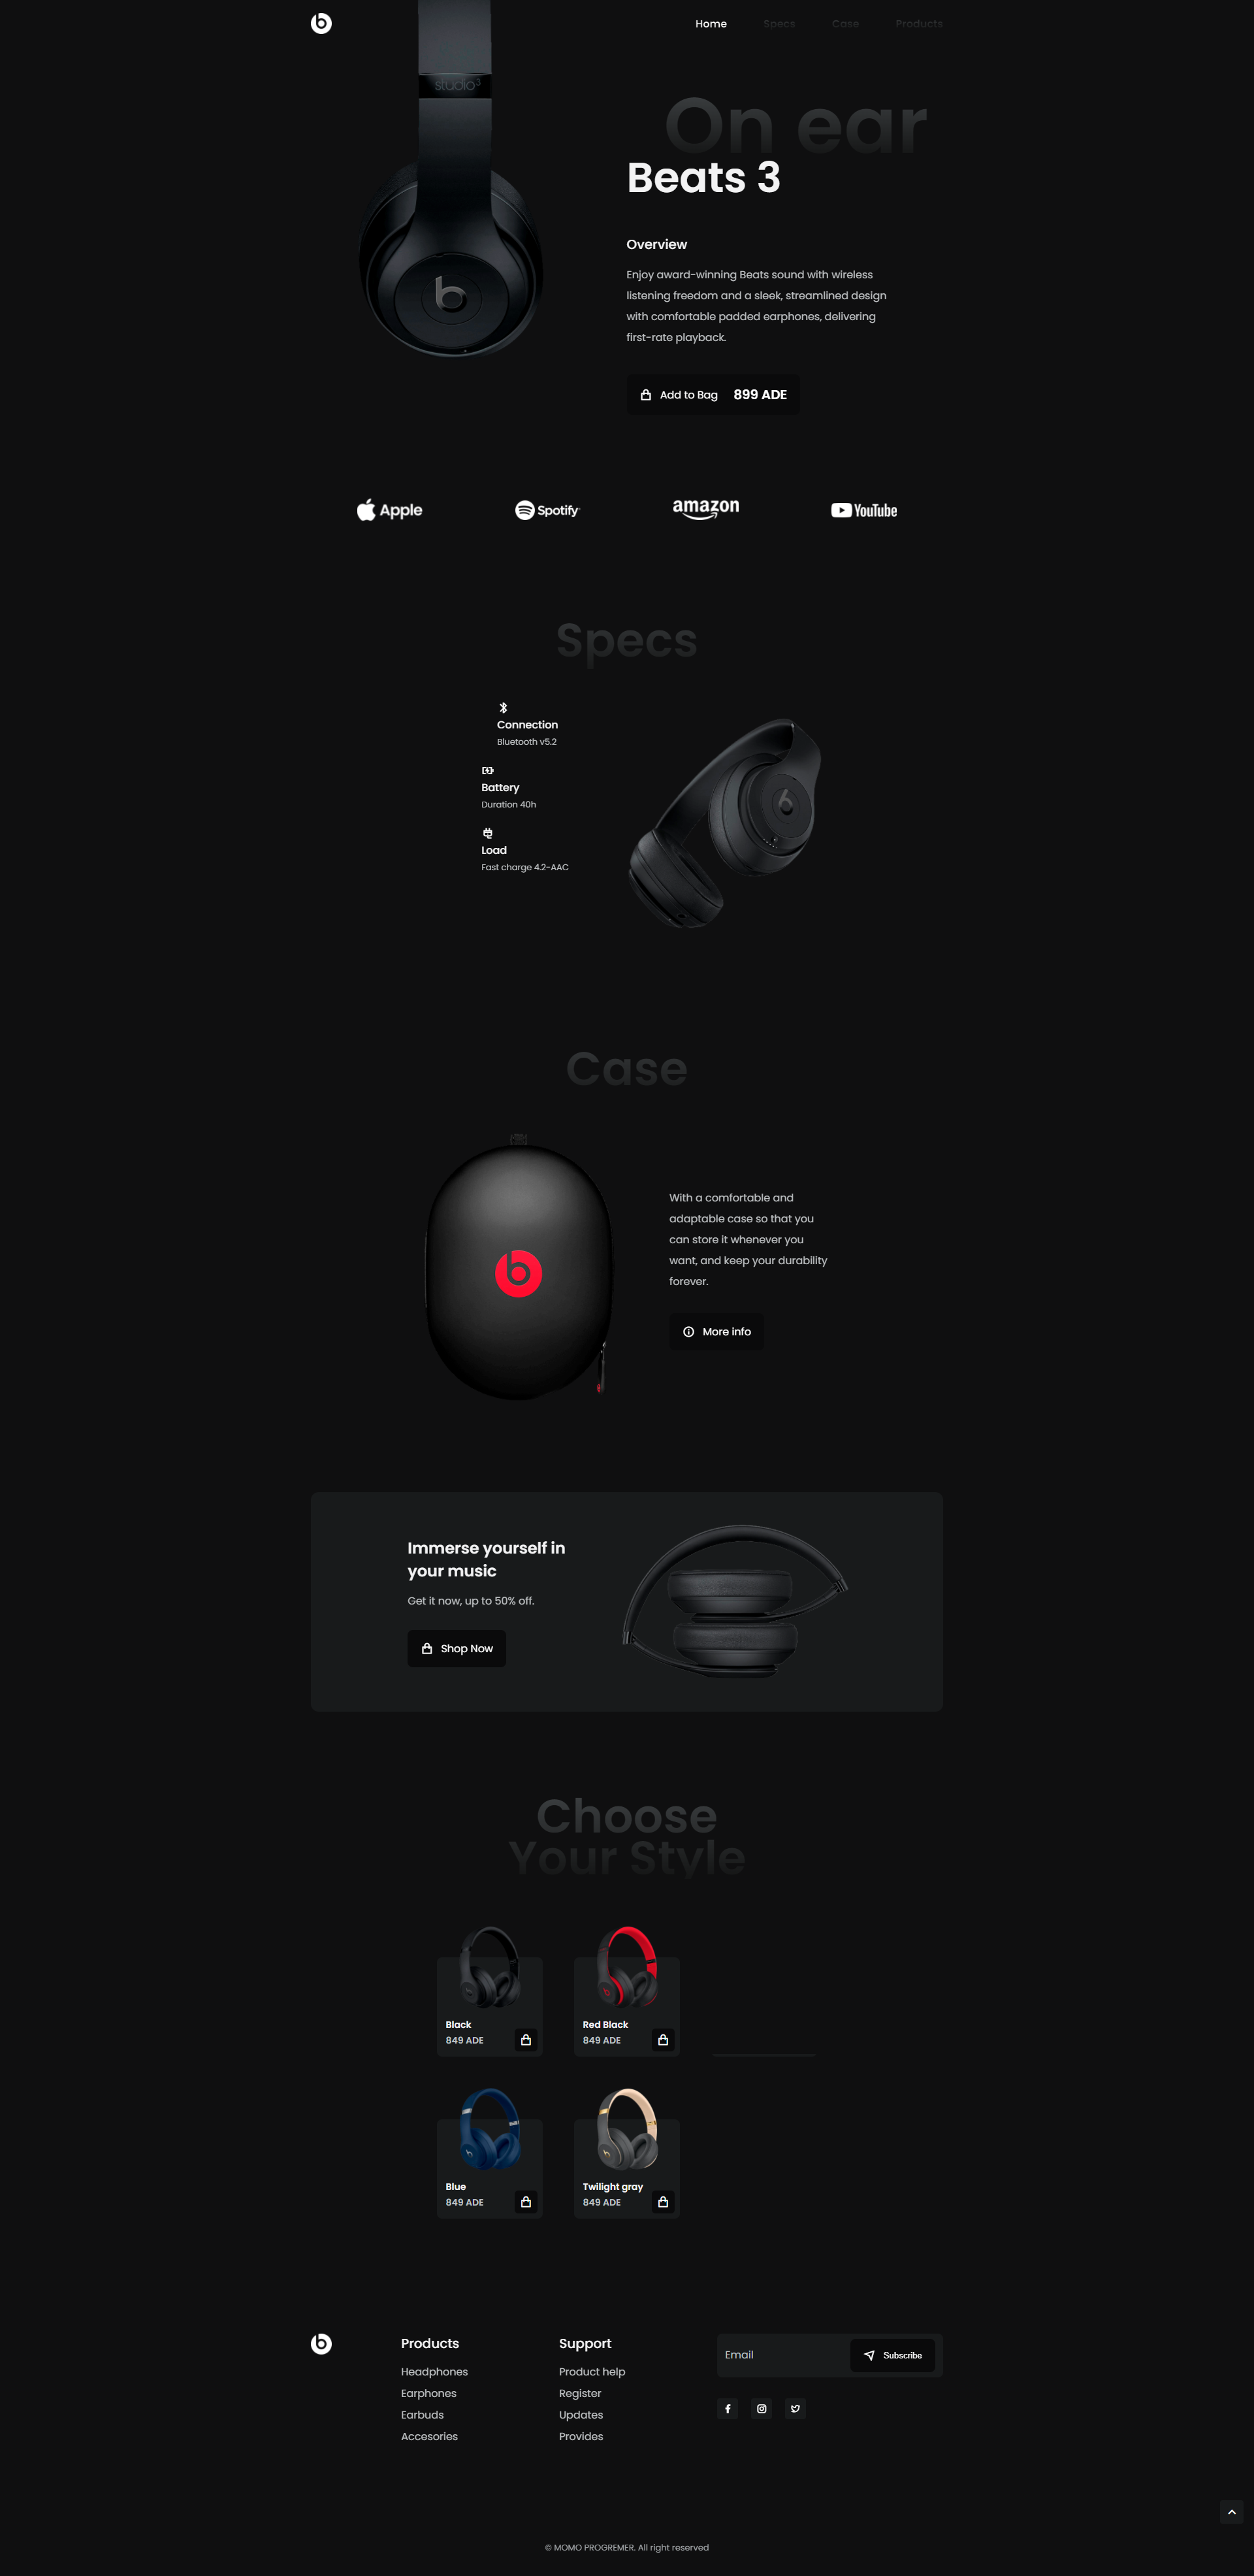 Home Specs Case Products
studio3
On ear
Beats 3
Overview
Enjoy award-winning Beats sound with wireless
listening freedom and a sleek, streamlined design
with comfortable padded earphones, delivering
first-rate playback.
Add to Bag 899 ADE
Apple
Spotify
amazon
YouTube
Specs
Connection
Bluetooth v5.2
Battery
Duration 40h
Load
Fast charge 4.2-AAC
Case
With a comfortable and
adaptable case so that you
can store it whenever you
want, and keep your durability
forever.
More info
Immerse yourself in
your music
Get it now, up to 50% off.
Shop Now
Choose
Your Style
Black
849 ADE
Red Black
849 ADE
Blue
849 ADE
Twilight gray
849 ADE
Products
Headphones
Earphones
Earbuds
Accesories
Support
Product help
Register
Updates
Provides
Email
Subscribe
© MOMO PROGREMER. All right reserved